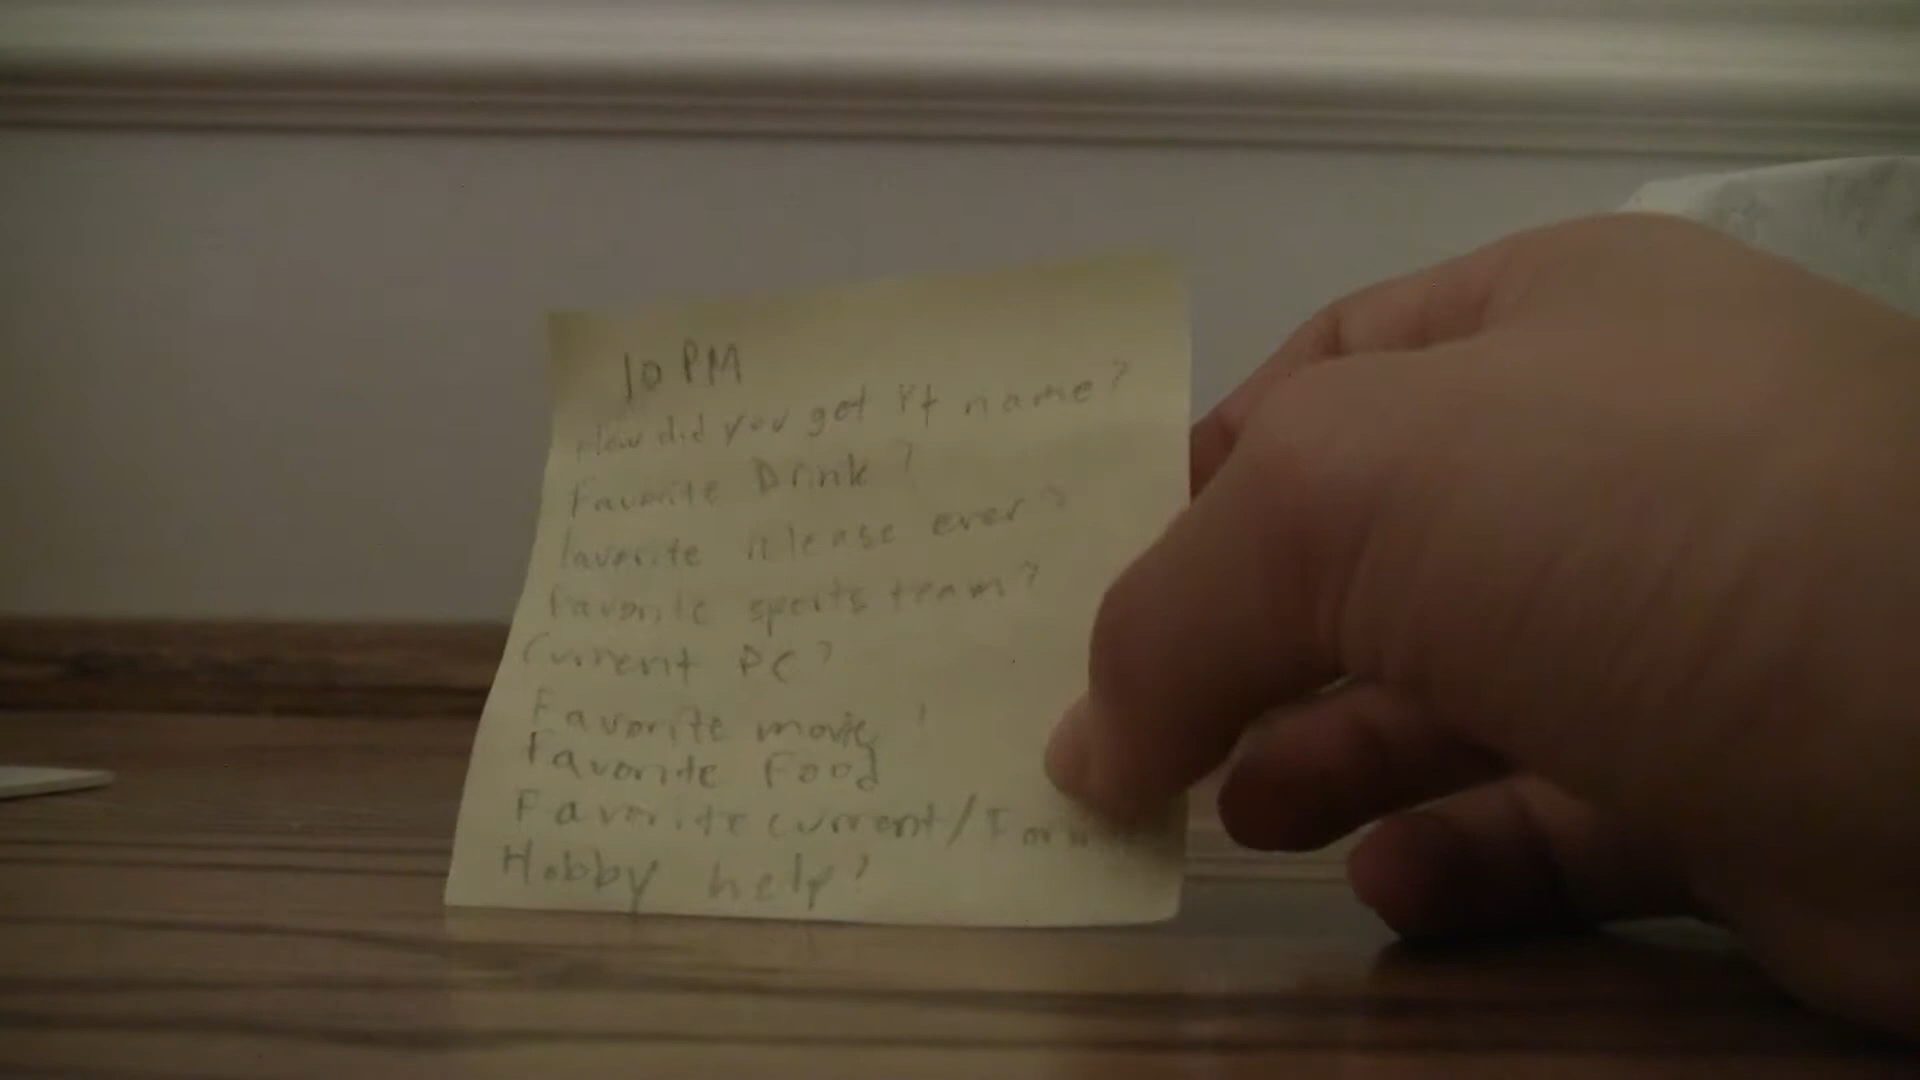 10 PM
How did you get Yt name?
Favorite Drink?
Favorite release ever?
Favorite sports team?
Current PC?
Favorite movie?
Favorite Food
Favorite current/
Hobby help?